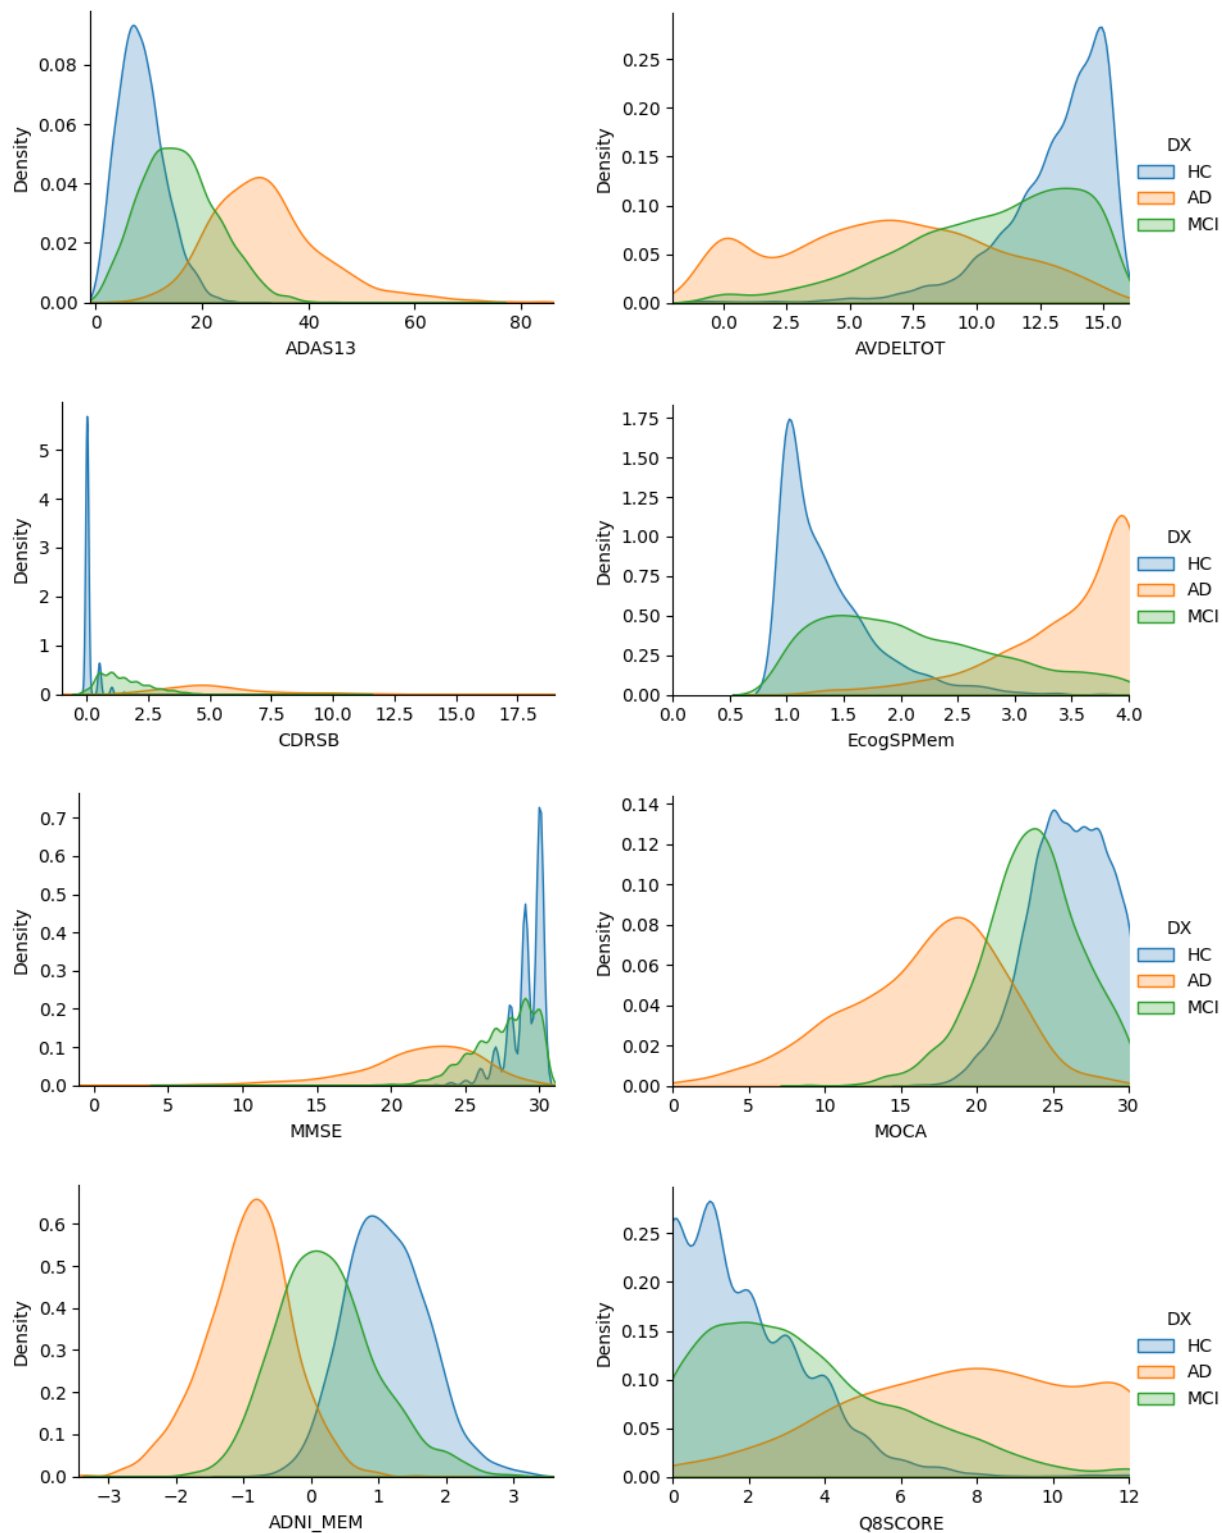 Density
0.08
0.06
0.04
0.02
0.00
0 20 40 60 80
ADAS13
Density
0.25
0.20
0.15
0.10
0.05
0.00
0.0 2.5 5.0 7.5 10.0 12.5 15.0
AVDELTOT
DX
HC
AD
MCI
Density
5
4
3
2
1
0
0.0 2.5 5.0 7.5 10.0 12.5 15.0 17.5
CDRSB
Density
1.75
1.50
1.25
1.00
0.75
0.50
0.25
0.00
0.0 0.5 1.0 1.5 2.0 2.5 3.0 3.5 4.0
EcogSPMem
DX
HC
AD
MCI
Density
0.7
0.6
0.5
0.4
0.3
0.2
0.1
0.0
0 5 10 15 20 25 30
MMSE
Density
0.14
0.12
0.10
0.08
0.06
0.04
0.02
0.00
0 5 10 15 20 25 30
MOCA
DX
HC
AD
MCI
Density
0.6
0.5
0.4
0.3
0.2
0.1
0.0
−3 −2 −1 0 1 2 3
ADNI_MEM
Density
0.25
0.20
0.15
0.10
0.05
0.00
0 2 4 6 8 10 12
Q8SCORE
DX
HC
AD
MCI